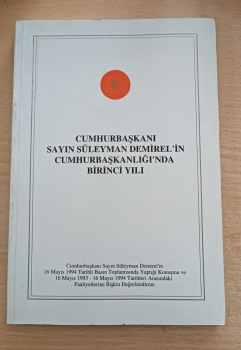 CUMHURBAŞKANI
SAYIN SÜLEYMAN DEMİREL'İN
CUMHURBAŞKANLIĞI'NDA
BİRİNCİ YILI
Cumhurbaşkanı Sayın Süleyman Demirel'in
16 Mayıs 1994 Tarihli Basın Toplantısında Yaptığı Konuşma ve
16 Mayıs 1993 - 16 Mayıs 1994 Tarihleri Arasındaki
Faaliyetlerine İlişkin Değerlendirme